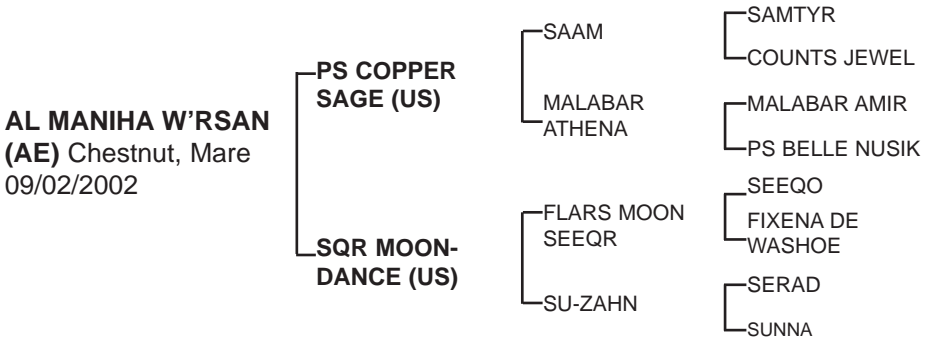 AL MANIHA W’RSAN
(AE) Chestnut, Mare
09/02/2002
PS COPPER
SAGE (US)
SAAM
SAMTYR
COUNTS JEWEL
MALABAR
ATHENA
MALABAR AMIR
PS BELLE NUSIK
SQR MOON-
DANCE (US)
FLARS MOON
SEEQR
SEEQO
FIXENA DE
WASHOE
SU-ZAHN
SERAD
SUNNA